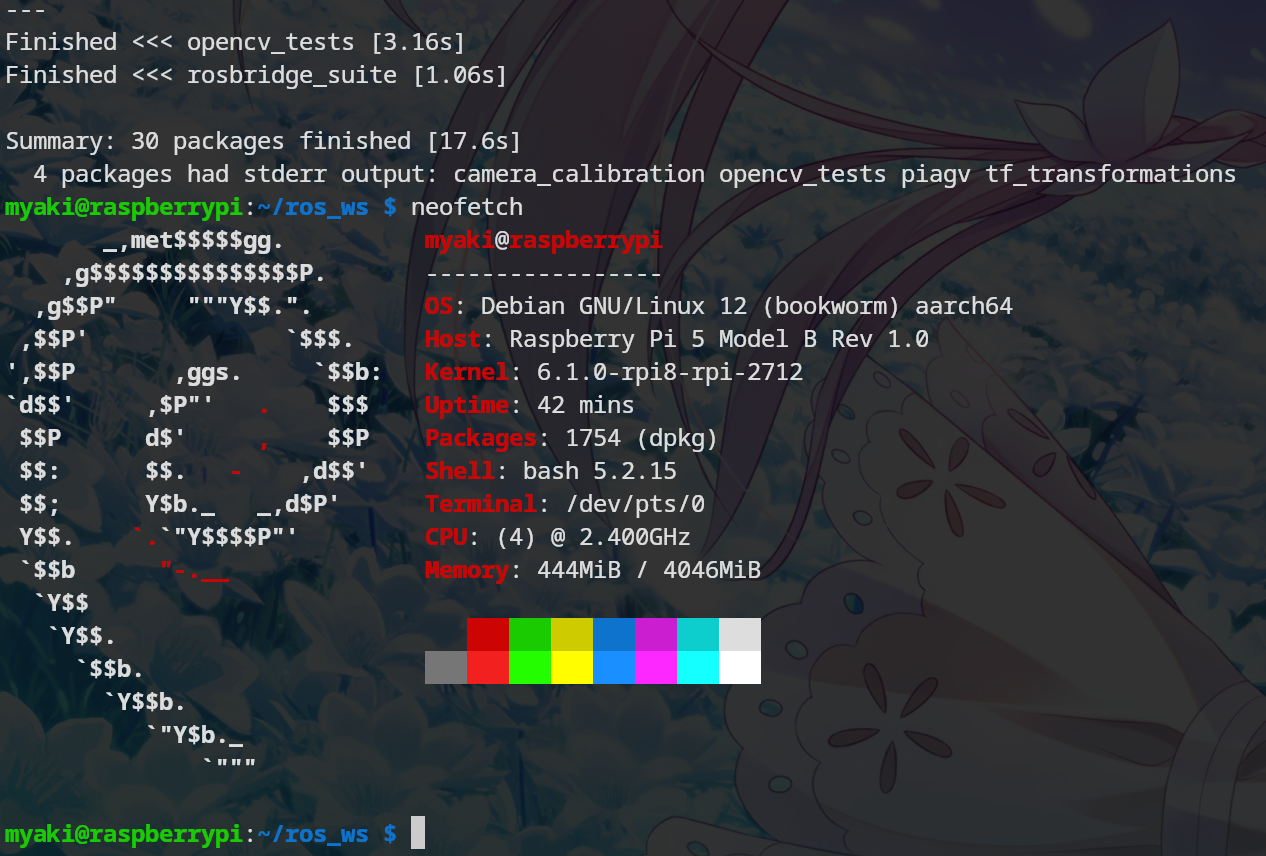 ---
Finished <<< opencv_tests [3.16s]
Finished <<< rosbridge_suite [1.06s]

Summary: 30 packages finished [17.6s]
  4 packages had stderr output: camera_calibration opencv_tests piagv tf_transformations
myaki@raspberrypi:~/ros_ws $ neofetch
       _,met$$$$$gg.          myaki@raspberrypi
    ,g$$$$$$$$$$$$$$$P.       -----------------
  ,g$$P"     """Y$$.".        OS: Debian GNU/Linux 12 (bookworm) aarch64
 ,$$P'              `$$$.     Host: Raspberry Pi 5 Model B Rev 1.0
',$$P       ,ggs.     `$$b:   Kernel: 6.1.0-rpi8-rpi-2712
`d$$'     ,$P"'   .    $$$    Uptime: 42 mins
 $$P      d$'     ,    $$P    Packages: 1754 (dpkg)
 $$:      $$.   -    ,d$$'    Shell: bash 5.2.15
 $$;      Y$b._   _,d$P'      Terminal: /dev/pts/0
 Y$$.    `.`"Y$$$$P"'         CPU: (4) @ 2.400GHz
 `$$b      "-.__              Memory: 444MiB / 4046MiB
  `Y$$
   `Y$$.
     `$$b.
       `Y$$b.
          `"Y$b._
              `"""

myaki@raspberrypi:~/ros_ws $